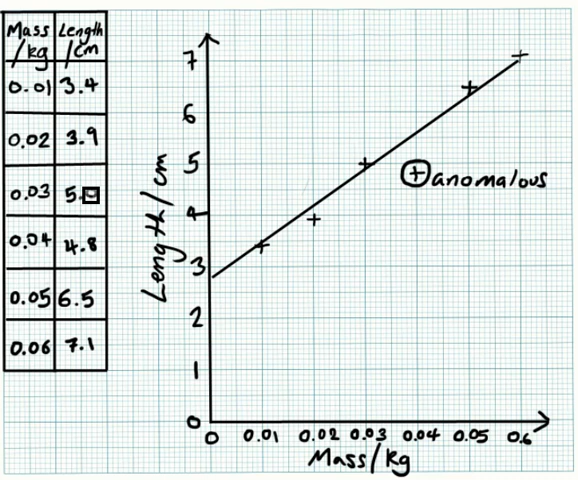 Mass /kg	Length /cm
0.01	3.4
0.02	3.9
0.03	5.0
0.04	4.8
0.05	6.5
0.06	7.1
Length/cm
7
6
5
4
3
2
1
0
anomalous
0 0.01 0.02 0.03 0.04 0.05 0.6
Mass/kg